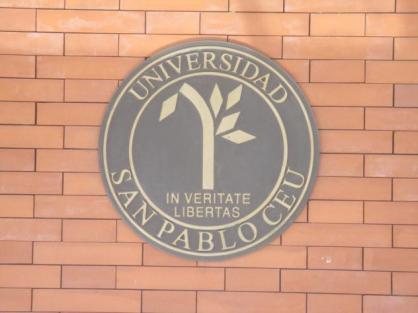 UNIVERSIDAD
IN VERITATE
LIBERTAS
SAN PABLO CEU